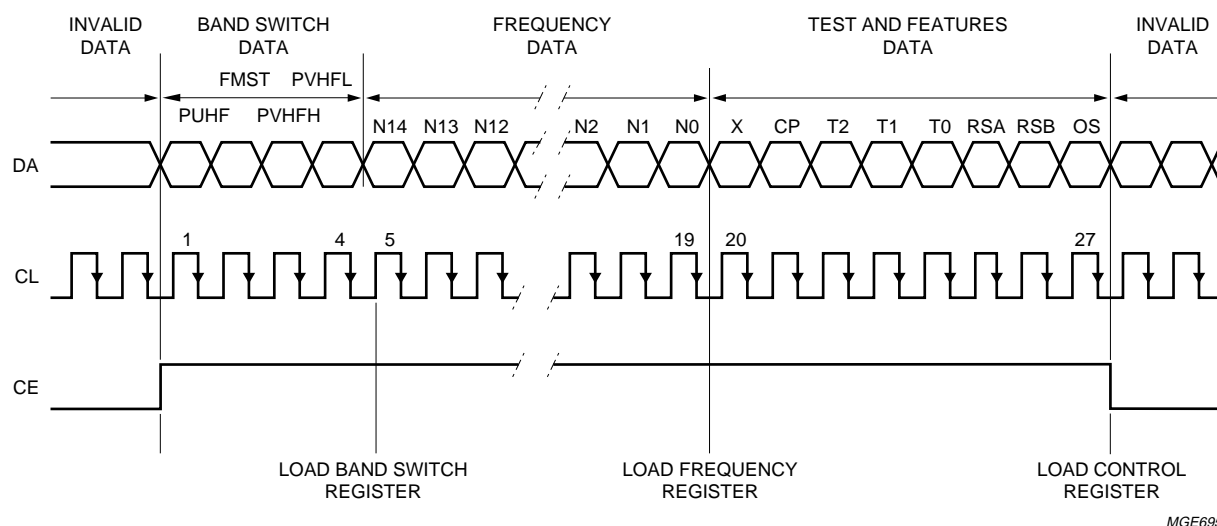 INVALID DATA
BAND SWITCH DATA
FREQUENCY DATA
TEST AND FEATURES DATA
INVALID DATA
FMST PVHFL
PUHF PVHFH
N14 N13 N12 N2 N1 N0 X CP T2 T1 T0 RSA RSB OS
DA
1 4 5 19 20 27
CL
CE
LOAD BAND SWITCH REGISTER
LOAD FREQUENCY REGISTER
LOAD CONTROL REGISTER